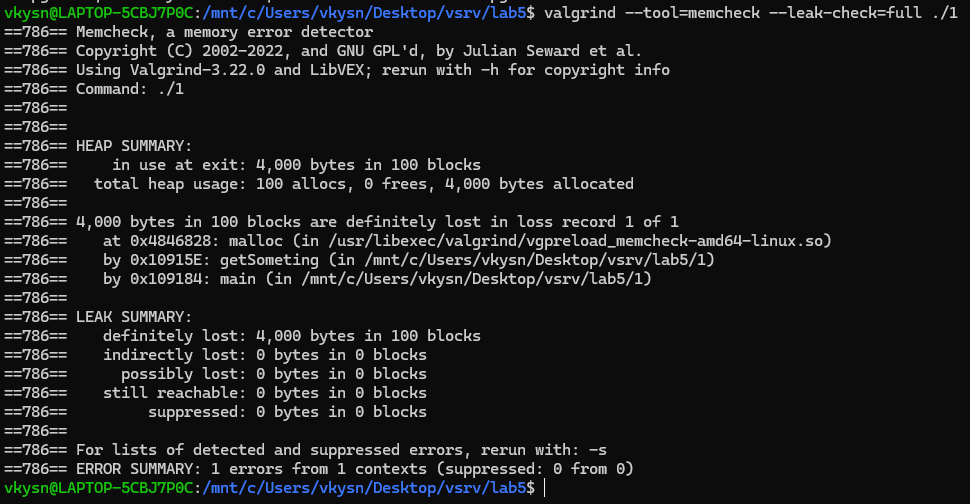 vkysn@LAPTOP-5CBJ7P0C:/mnt/c/Users/vkysn/Desktop/vsrv/lab5$ valgrind --tool=memcheck --leak-check=full ./1
==786== Memcheck, a memory error detector
==786== Copyright (C) 2002-2022, and GNU GPL'd, by Julian Seward et al.
==786== Using Valgrind-3.22.0 and LibVEX; rerun with -h for copyright info
==786== Command: ./1
==786==
==786==
==786== HEAP SUMMARY:
==786==     in use at exit: 4,000 bytes in 100 blocks
==786==   total heap usage: 100 allocs, 0 frees, 4,000 bytes allocated
==786==
==786== 4,000 bytes in 100 blocks are definitely lost in loss record 1 of 1
==786==    at 0x4846828: malloc (in /usr/libexec/valgrind/vgpreload_memcheck-amd64-linux.so)
==786==    by 0x10915E: getSometing (in /mnt/c/Users/vkysn/Desktop/vsrv/lab5/1)
==786==    by 0x109184: main (in /mnt/c/Users/vkysn/Desktop/vsrv/lab5/1)
==786==
==786== LEAK SUMMARY:
==786==    definitely lost: 4,000 bytes in 100 blocks
==786==    indirectly lost: 0 bytes in 0 blocks
==786==      possibly lost: 0 bytes in 0 blocks
==786==    still reachable: 0 bytes in 0 blocks
==786==         suppressed: 0 bytes in 0 blocks
==786==
==786== For lists of detected and suppressed errors, rerun with: -s
==786== ERROR SUMMARY: 1 errors from 1 contexts (suppressed: 0 from 0)
vkysn@LAPTOP-5CBJ7P0C:/mnt/c/Users/vkysn/Desktop/vsrv/lab5$